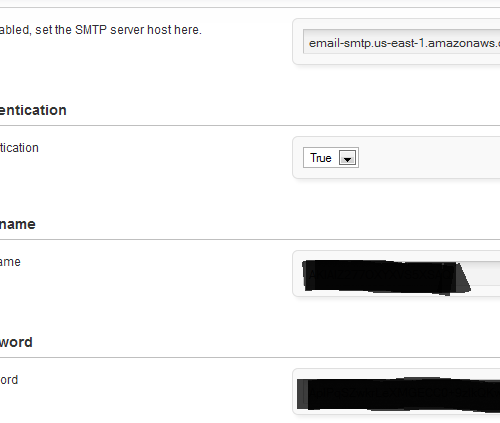 abled, set the SMTP server host here.
email-smtp.us-east-1.amazonaws.c
entication
tication
True
name
ame
word
ord